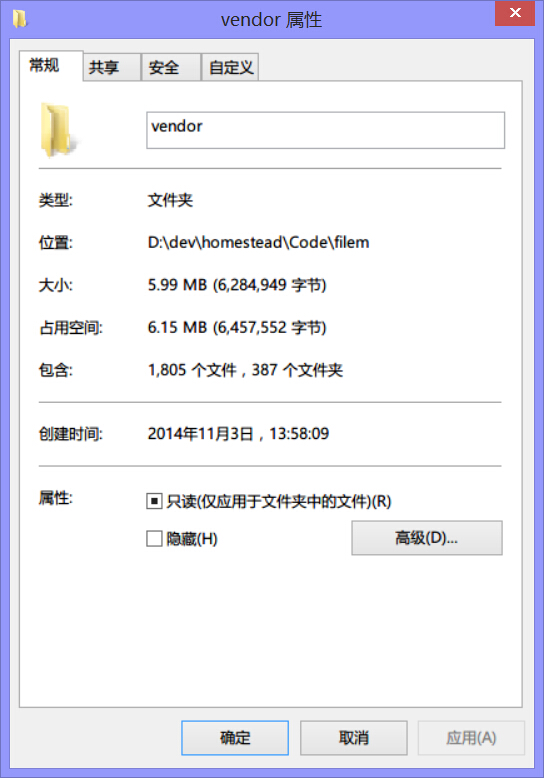 vendor 属性
常规 共享 安全 自定义
vendor
类型: 文件夹
位置: D:\dev\homestead\Code\filem
大小: 5.99 MB (6,284,949 字节)
占用空间: 6.15 MB (6,457,552 字节)
包含: 1,805 个文件，387 个文件夹
创建时间: 2014年11月3日，13:58:09
属性: 只读(仅应用于文件夹中的文件)(R)
隐藏(H) 高级(D)...
确定 取消 应用(A)